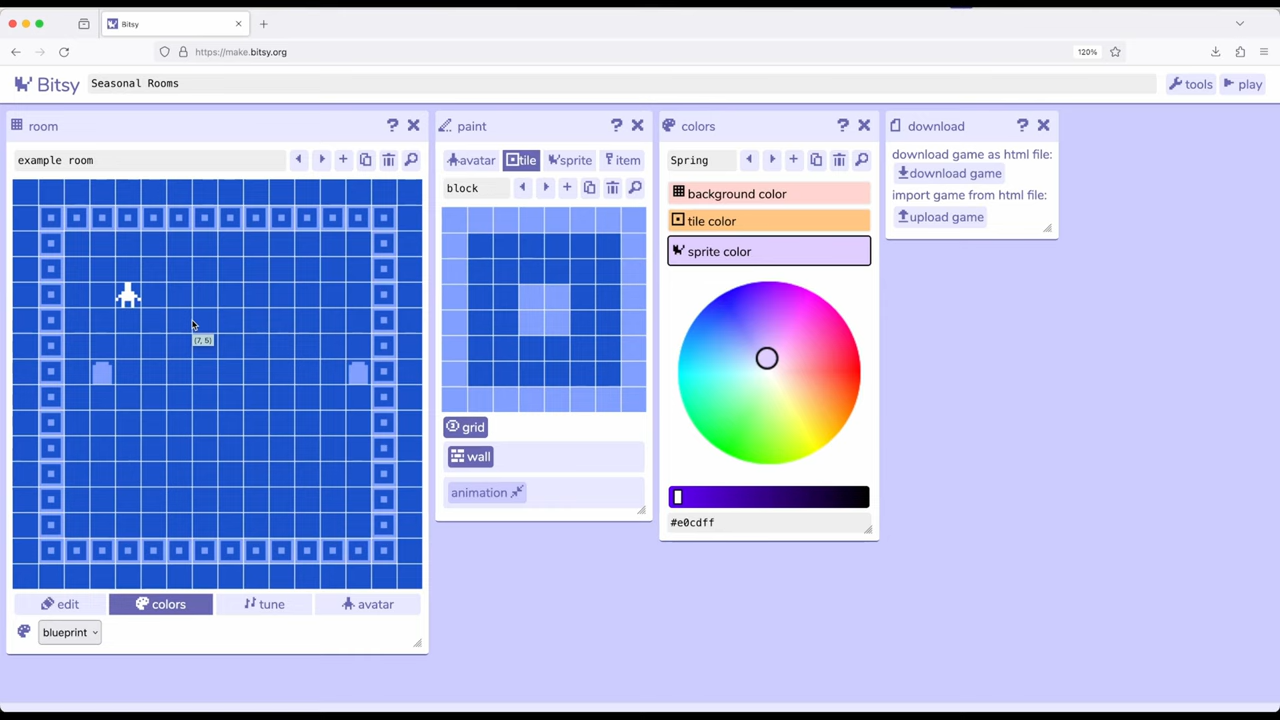 Bitsy
https://make.bitsy.org
120%
Bitsy
Seasonal Rooms
tools
play
room
?
example room
(7, 5)
edit
colors
tune
avatar
blueprint
paint
?
avatar
tile
sprite
item
block
grid
wall
animation
colors
?
Spring
background color
tile color
sprite color
#e0cdff
download
?
download game as html file:
download game
import game from html file:
upload game